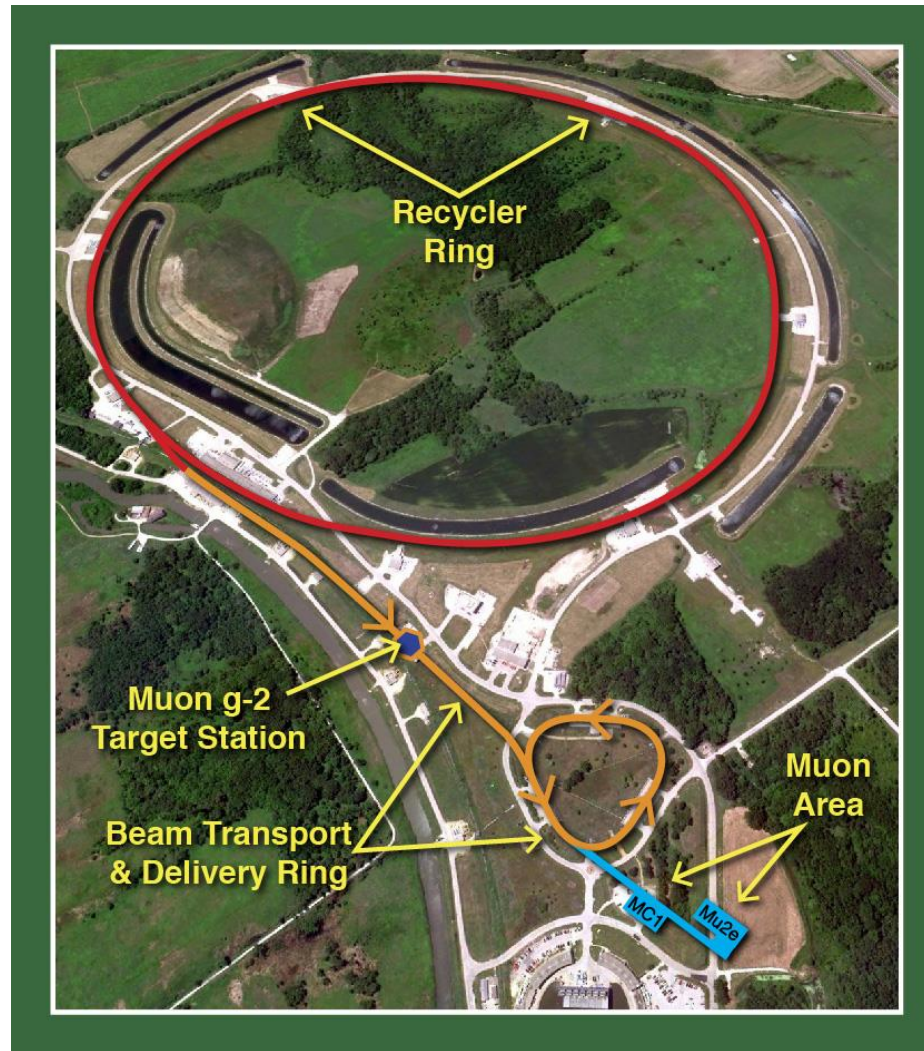 Recycler
Ring
Muon g-2
Target Station
Muon
Area
Beam Transport
& Delivery Ring
MC1
Mu2e